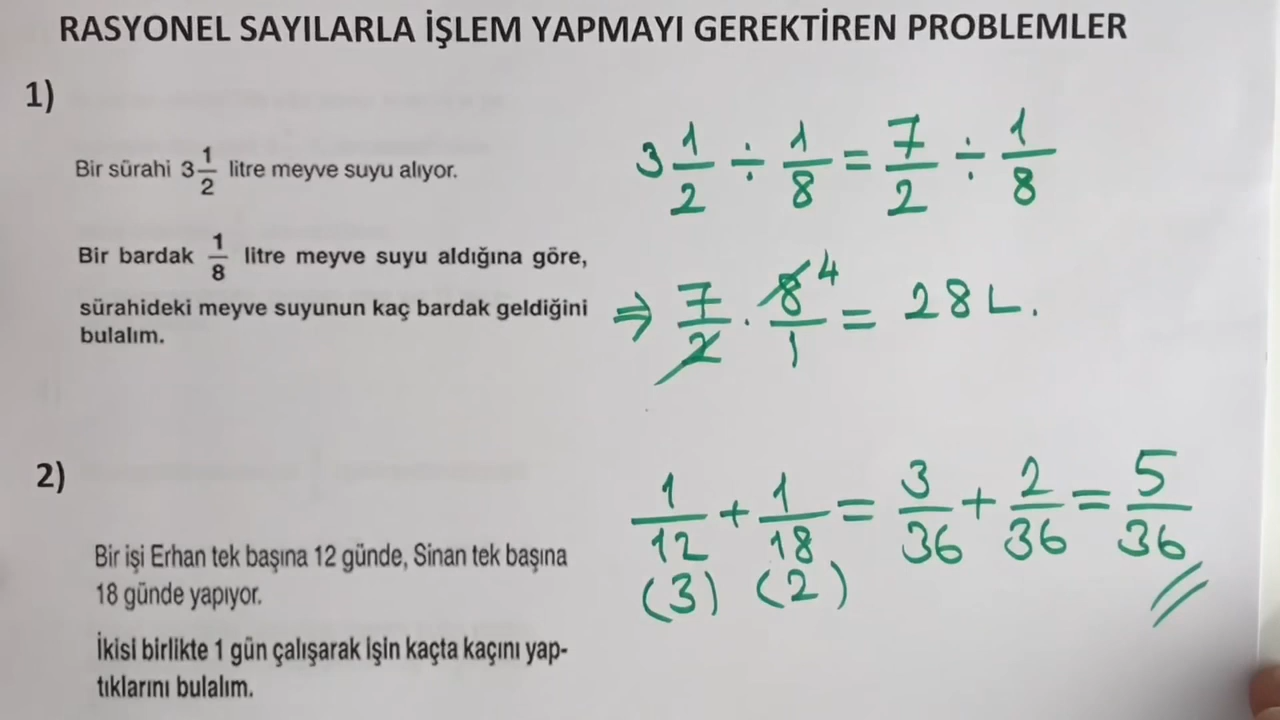 RASYONEL SAYILARLA İŞLEM YAPMAYI GEREKTİREN PROBLEMLER
1)
Bir sürahi 3 1/2 litre meyve suyu alıyor.
Bir bardak 1/8 litre meyve suyu aldığına göre,
sürahideki meyve suyunun kaç bardak geldiğini
bulalım.
3 1/2 ÷ 1/8 = 7/2 ÷ 1/8
⇒ 7/2 . 8/1 4 = 28 L.
2)
Bir işi Erhan tek başına 12 günde, Sinan tek başına
18 günde yapıyor.
İkisi birlikte 1 gün çalışarak işin kaçta kaçını yap-
tıklarını bulalım.
1/12 + 1/18 = 3/36 + 2/36 = 5/36
(3) (2)